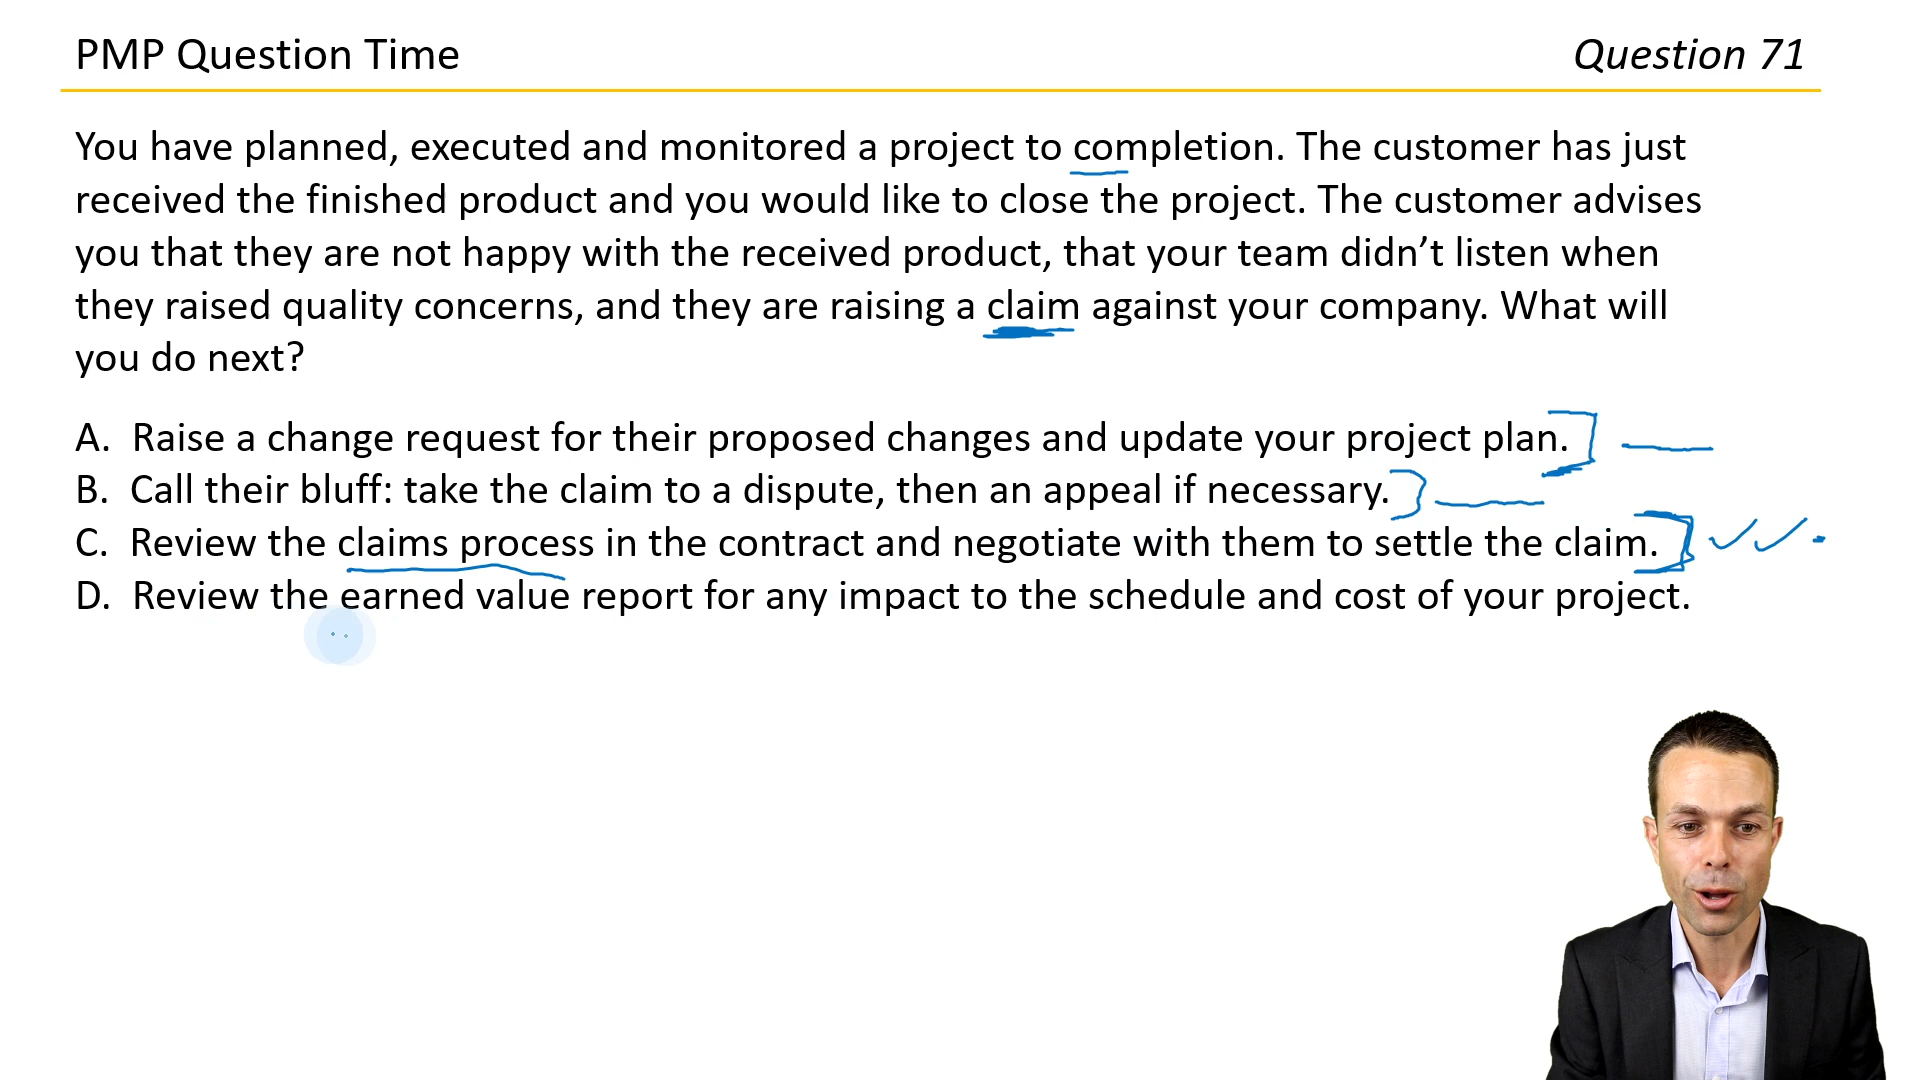 PMP Question Time
Question 71
You have planned, executed and monitored a project to completion. The customer has just
received the finished product and you would like to close the project. The customer advises
you that they are not happy with the received product, that your team didn’t listen when
they raised quality concerns, and they are raising a claim against your company. What will
you do next?
A. Raise a change request for their proposed changes and update your project plan.
B. Call their bluff: take the claim to a dispute, then an appeal if necessary.
C. Review the claims process in the contract and negotiate with them to settle the claim.
D. Review the earned value report for any impact to the schedule and cost of your project.